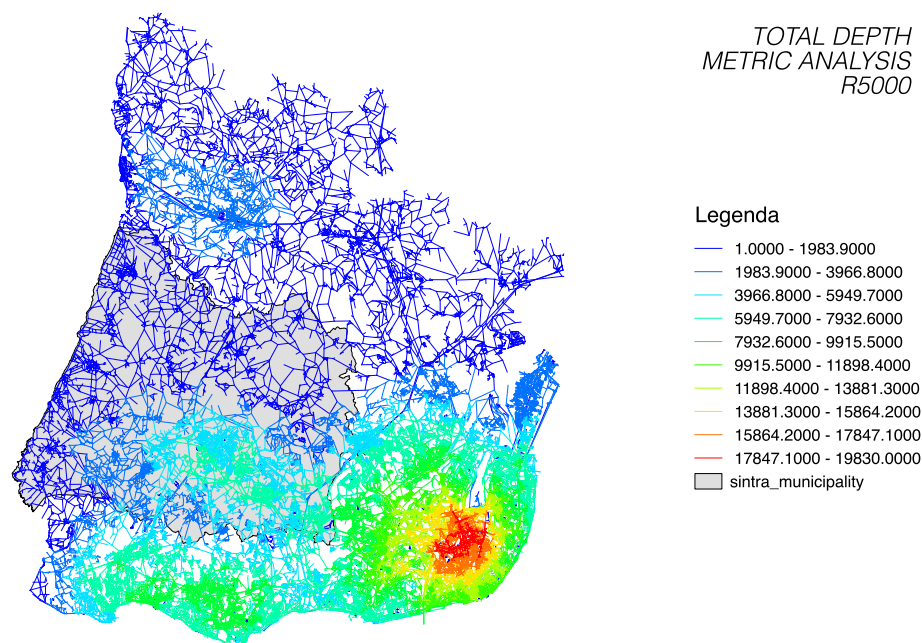 TOTAL DEPTH
METRIC ANALYSIS
R5000
Legenda
1.0000 - 1983.9000
1983.9000 - 3966.8000
3966.8000 - 5949.7000
5949.7000 - 7932.6000
7932.6000 - 9915.5000
9915.5000 - 11898.4000
11898.4000 - 13881.3000
13881.3000 - 15864.2000
15864.2000 - 17847.1000
17847.1000 - 19830.0000
sintra_municipality